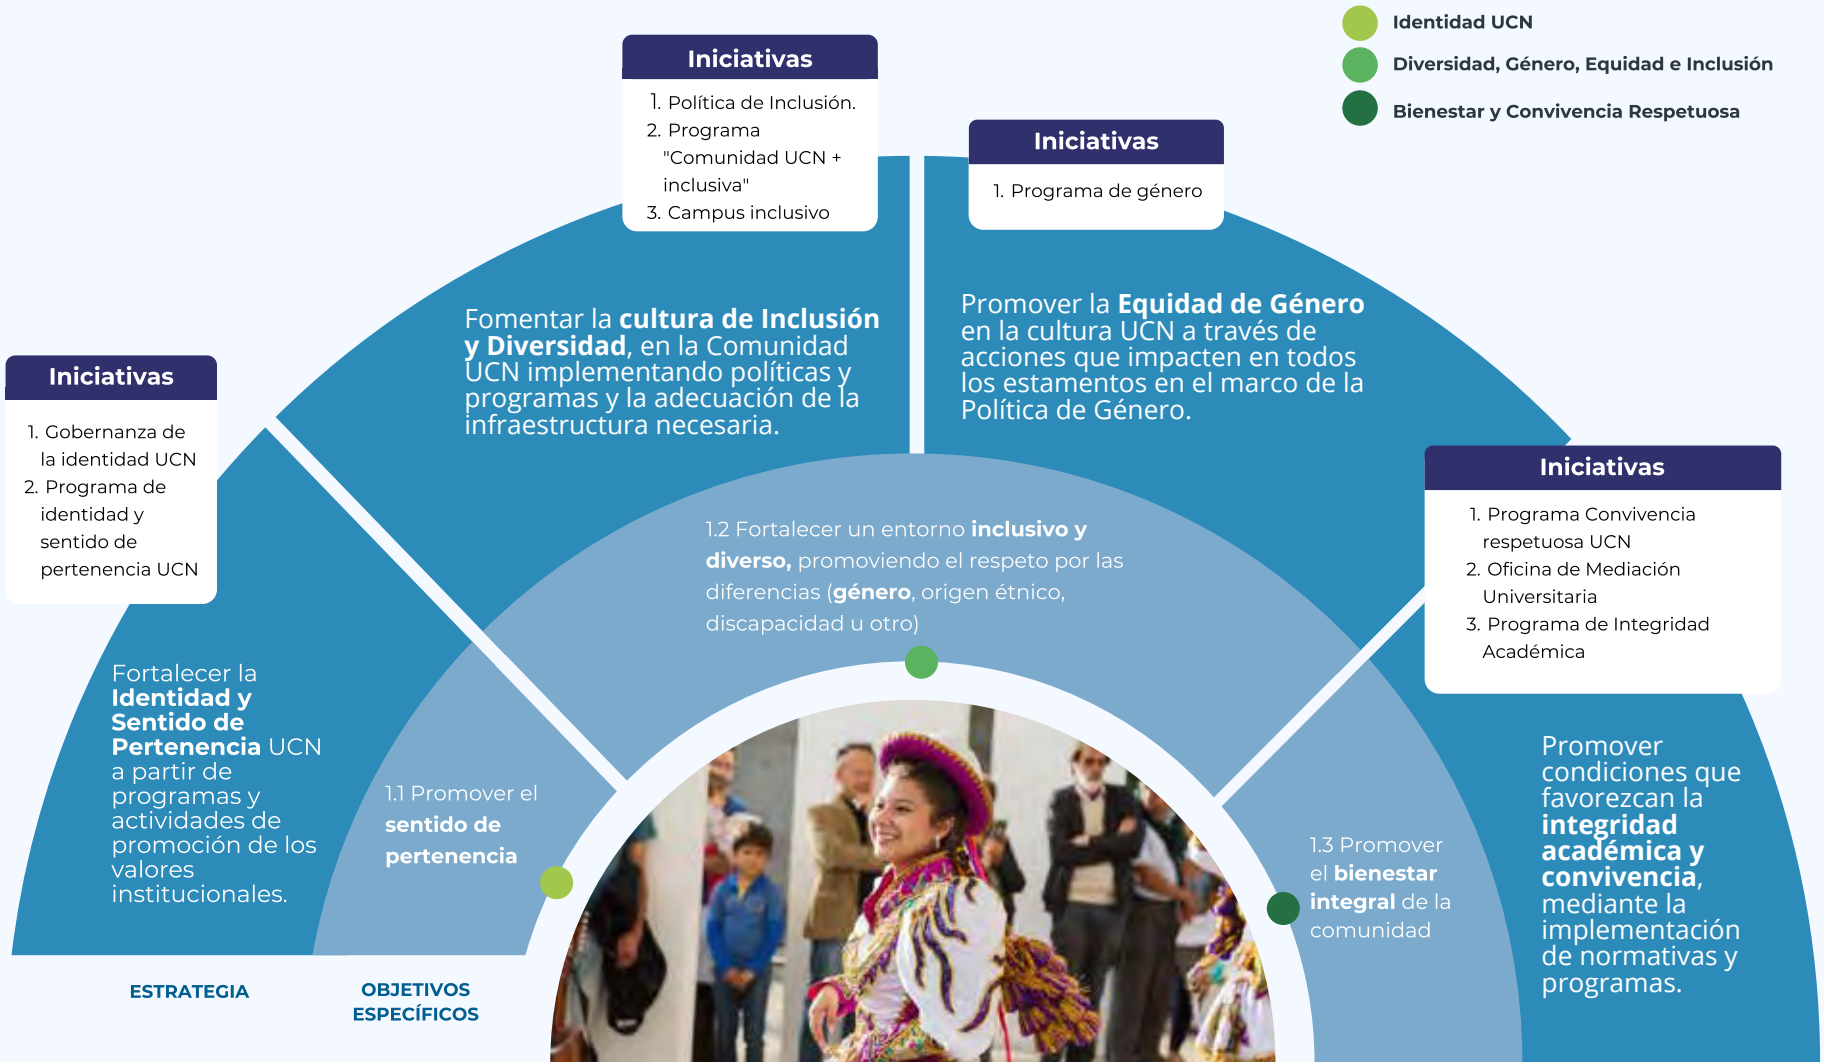 Identidad UCN
Diversidad, Género, Equidad e Inclusión
Bienestar y Convivencia Respetuosa
Iniciativas
1. Política de Inclusión.
2. Programa
"Comunidad UCN +
inclusiva"
3. Campus inclusivo
Iniciativas
1. Programa de género
Fomentar la cultura de Inclusión
y Diversidad, en la Comunidad
UCN implementando políticas y
programas y la adecuación de la
infraestructura necesaria.
Promover la Equidad de Género
en la cultura UCN a través de
acciones que impacten en todos
los estamentos en el marco de la
Política de Género.
Iniciativas
1. Gobernanza de
la identidad UCN
2. Programa de
identidad y
sentido de
pertenencia UCN
Iniciativas
1. Programa Convivencia
respetuosa UCN
2. Oficina de Mediación
Universitaria
3. Programa de Integridad
Académica
1.2 Fortalecer un entorno inclusivo y
diverso, promoviendo el respeto por las
diferencias (género, origen étnico,
discapacidad u otro)
Fortalecer la
Identidad y
Sentido de
Pertenencia UCN
a partir de
programas y
actividades de
promoción de los
valores
institucionales.
1.1 Promover el
sentido de
pertenencia
1.3 Promover
el bienestar
integral de la
comunidad
Promover
condiciones que
favorezcan la
integridad
académica y
convivencia,
mediante la
implementación
de normativas y
programas.
ESTRATEGIA
OBJETIVOS
ESPECÍFICOS